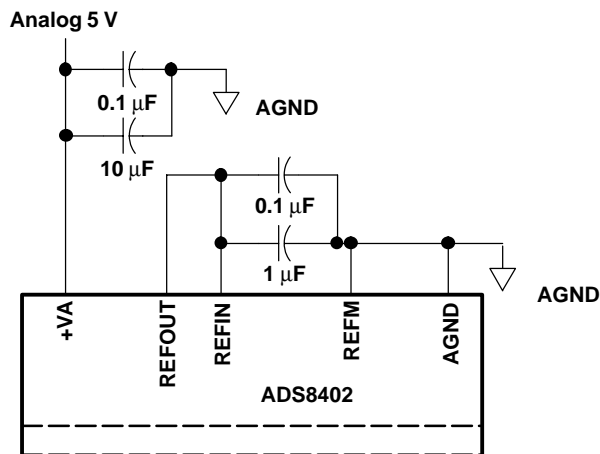 Analog 5 V
0.1 μF
AGND
10 μF
0.1 μF
1 μF
AGND
+VA
REFOUT
REFIN
REFM
AGND
ADS8402